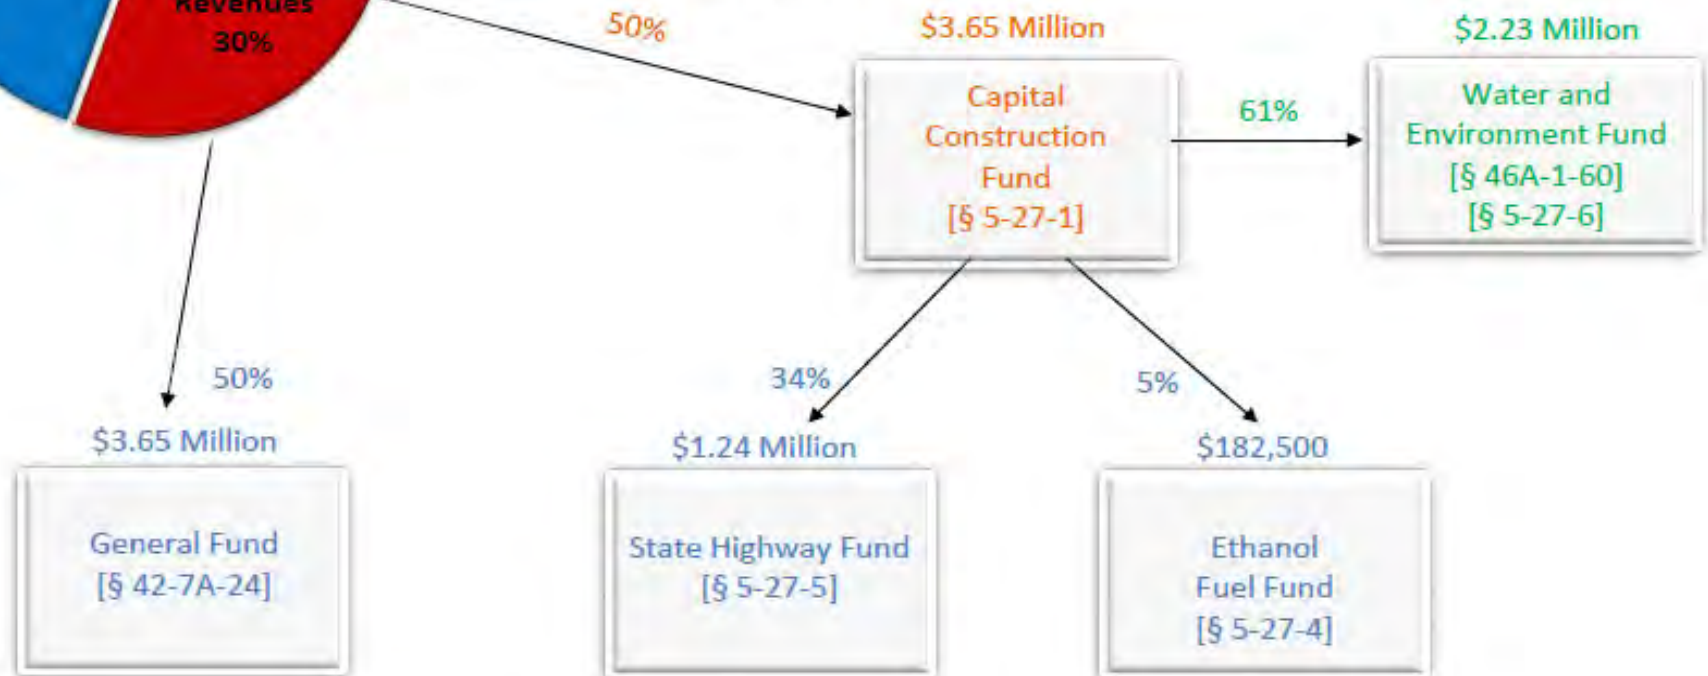 Revenues
30%
50%
$3.65 Million
Capital
Construction
Fund
[§ 5-27-1]
61%
$2.23 Million
Water and
Environment Fund
[§ 46A-1-60]
[§ 5-27-6]
50%
$3.65 Million
General Fund
[§ 42-7A-24]
34%
$1.24 Million
State Highway Fund
[§ 5-27-5]
5%
$182,500
Ethanol
Fuel Fund
[§ 5-27-4]